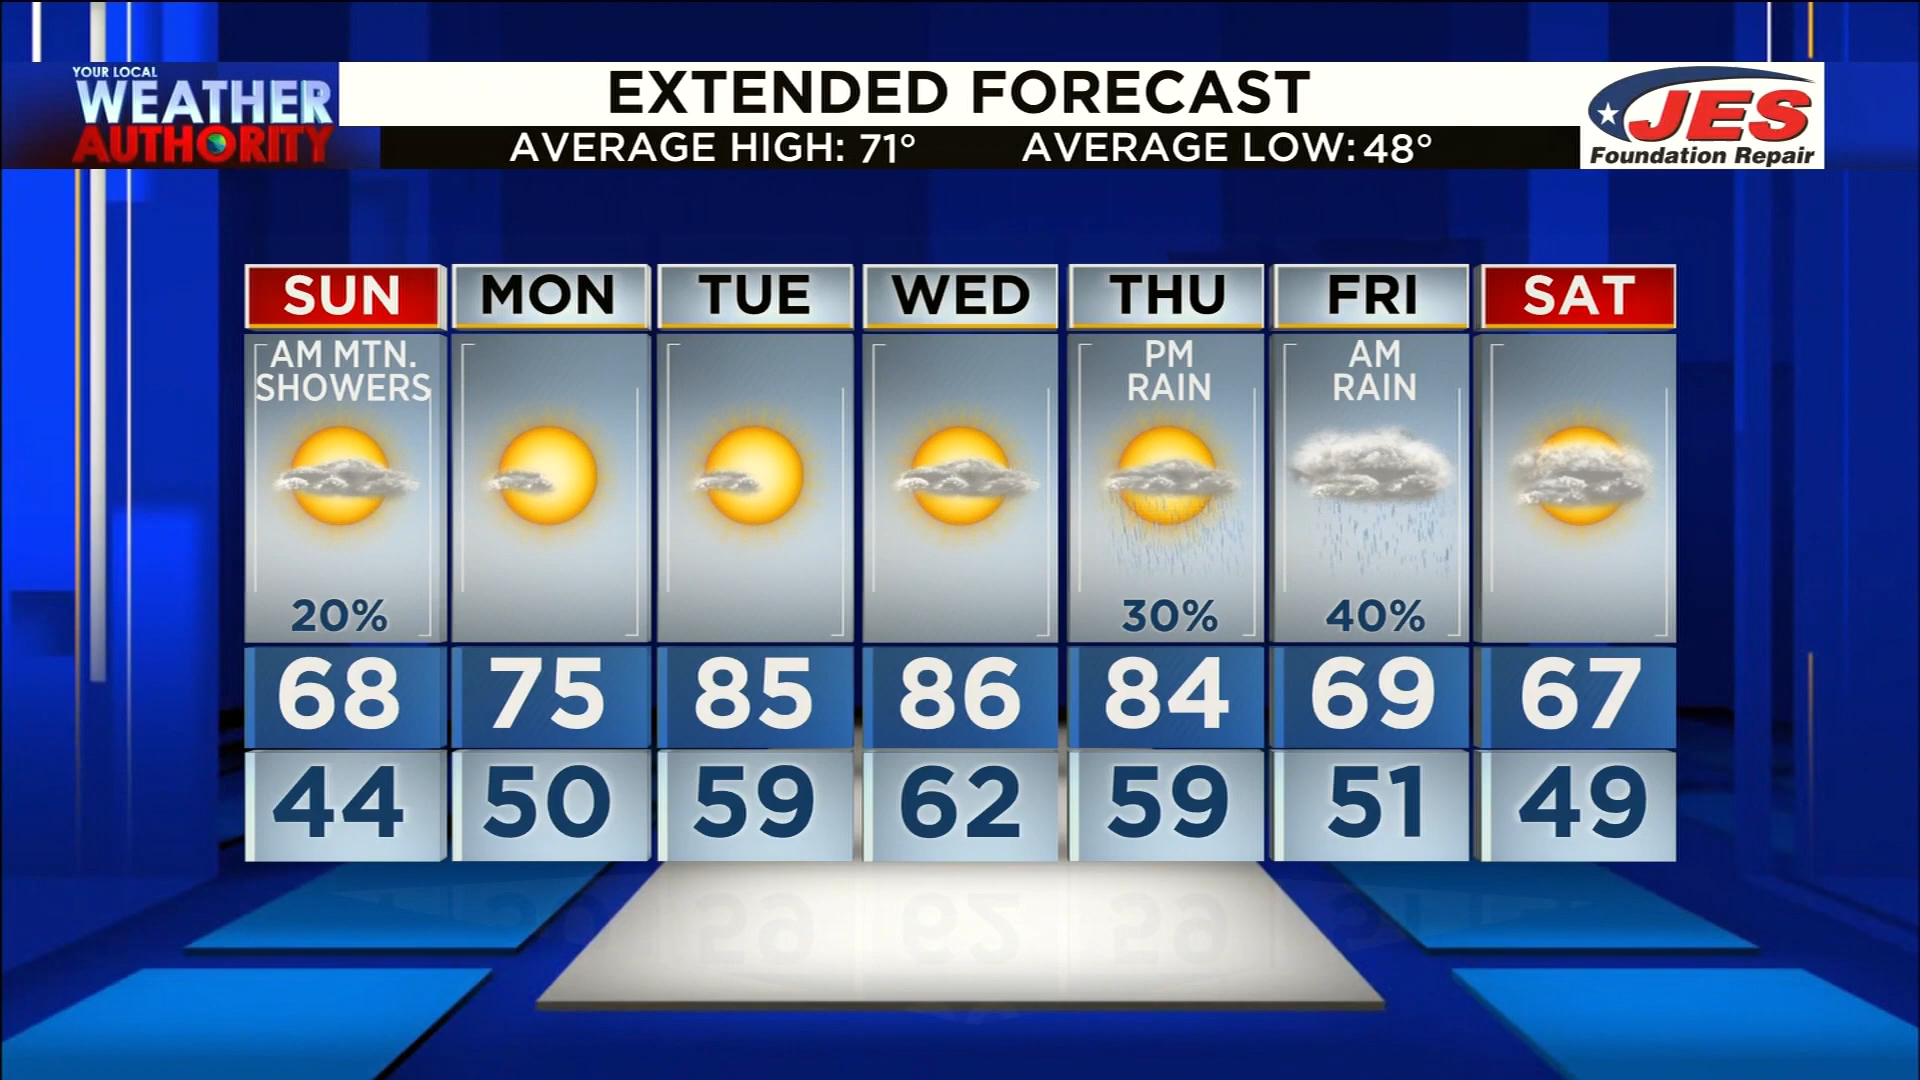 YOUR LOCAL
WEATHER
AUTHORITY
EXTENDED FORECAST
AVERAGE HIGH: 71° AVERAGE LOW: 48°
JES
Foundation Repair
SUN MON TUE WED THU FRI SAT
AM MTN. PM AM
SHOWERS RAIN RAIN
20% 30% 40%
68 75 85 86 84 69 67
44 50 59 62 59 51 49